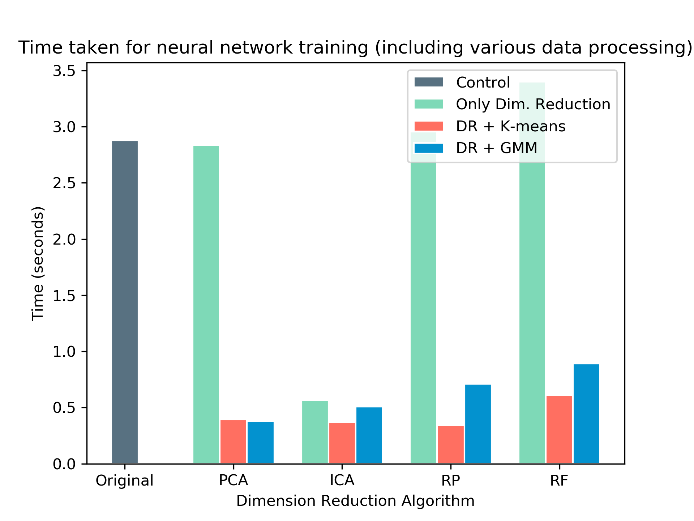 Time taken for neural network training (including various data processing)
3.5
3.0
2.5
2.0
1.5
1.0
0.5
0.0
Time (seconds)
Control
Only Dim. Reduction
DR + K-means
DR + GMM
Original PCA ICA RP RF
Dimension Reduction Algorithm